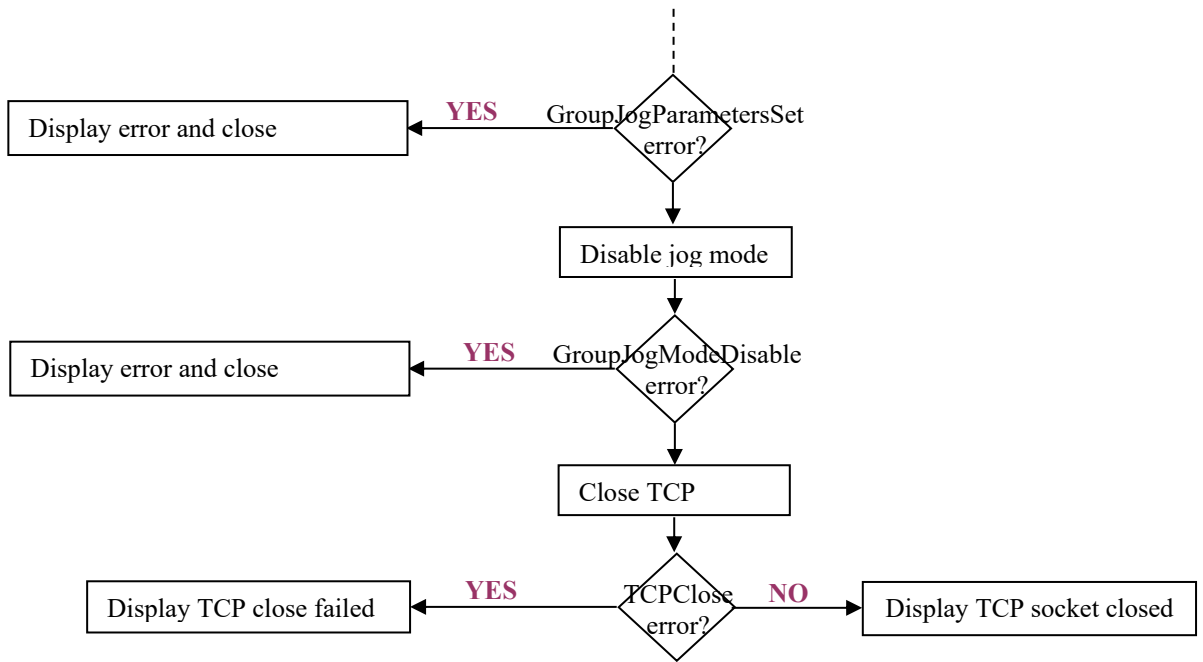 YES
GroupJogParametersSet
error?
Display error and close
Disable jog mode
YES
GroupJogModeDisable
error?
Display error and close
Close TCP
YES
TCPClose
error?
NO
Display TCP close failed
Display TCP socket closed